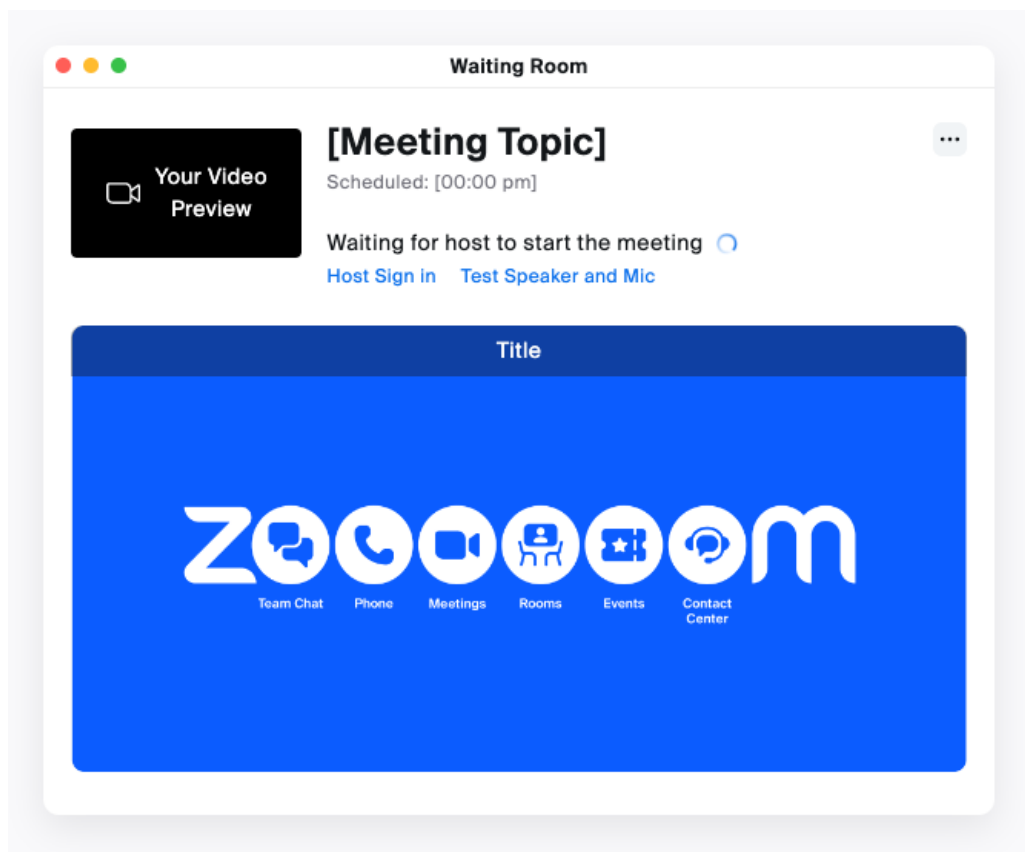 Waiting Room
Your Video
Preview
[Meeting Topic]
Scheduled: [00:00 pm]
Waiting for host to start the meeting
Host Sign in Test Speaker and Mic
Title
zoooooom
Team Chat Phone Meetings Rooms Events Contact
Center